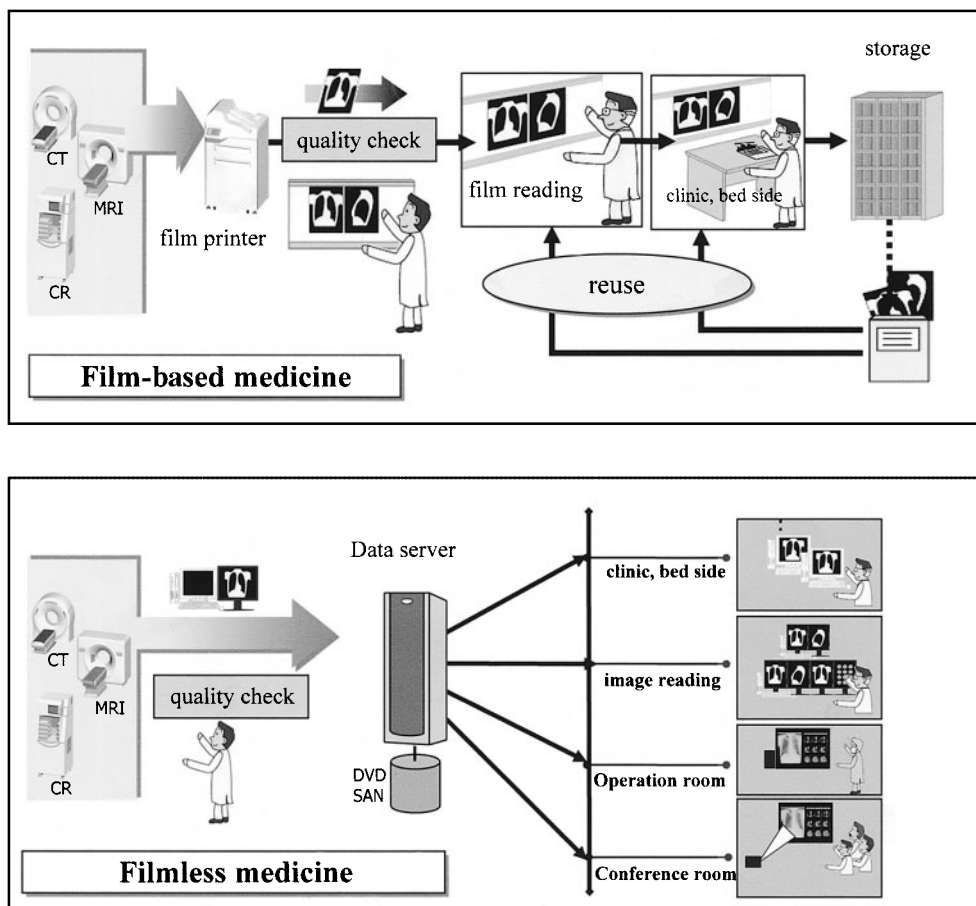 storage
CT
MRI
CR
film printer
quality check
film reading
clinic, bed side
reuse
Film-based medicine
Data server
CT
MRI
CR
quality check
DVD
SAN
clinic, bed side
image reading
Operation room
Conference room
Filmless medicine